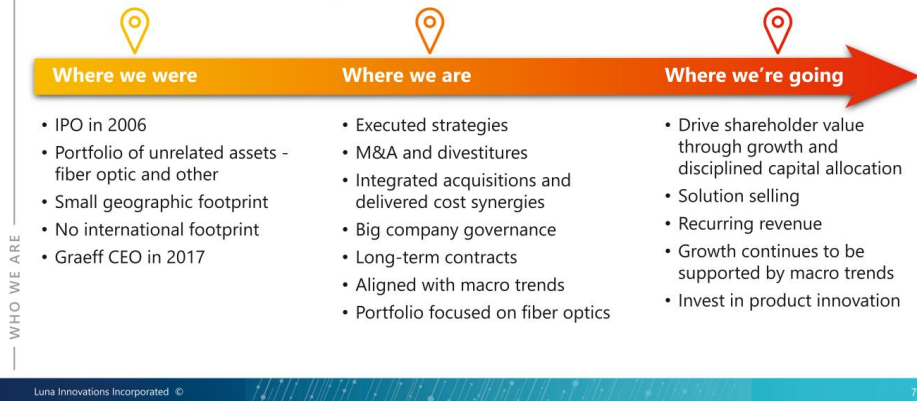 Where we were
• IPO in 2006
• Portfolio of unrelated assets -
fiber optic and other
• Small geographic footprint
• No international footprint
• Graeff CEO in 2017
Where we are
• Executed strategies
• M&A and divestitures
• Integrated acquisitions and
delivered cost synergies
• Big company governance
• Long-term contracts
• Aligned with macro trends
• Portfolio focused on fiber optics
Where we’re going
• Drive shareholder value
through growth and
disciplined capital allocation
• Solution selling
• Recurring revenue
• Growth continues to be
supported by macro trends
• Invest in product innovation
WHO WE ARE
Luna Innovations Incorporated ©
7